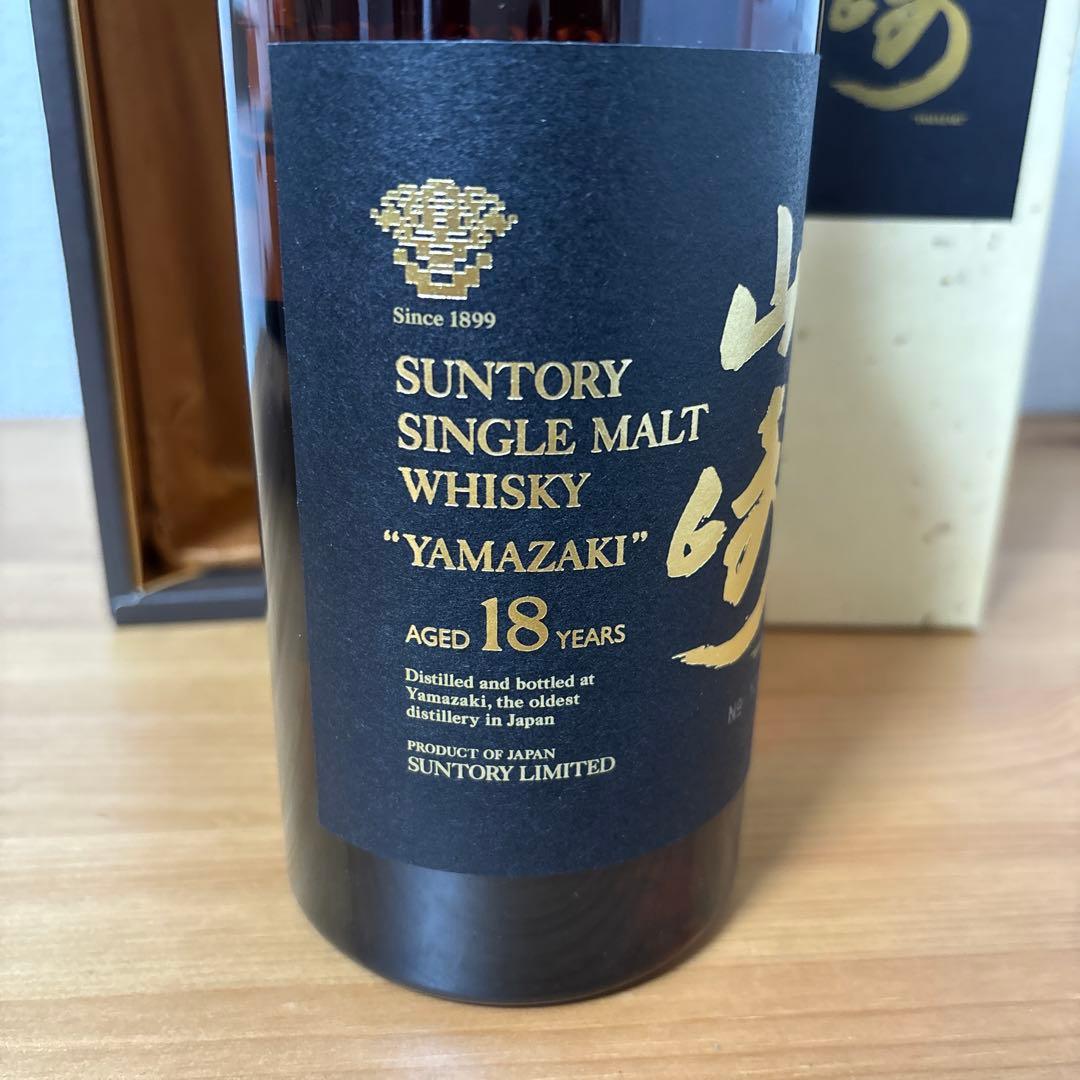 Since 1899
SUNTORY
SINGLE MALT
WHISKY
“YAMAZAKI”
AGED 18 YEARS
Distilled and bottled at
Yamazaki, the oldest
distillery in Japan
PRODUCT OF JAPAN
SUNTORY LIMITED
山
崎
№